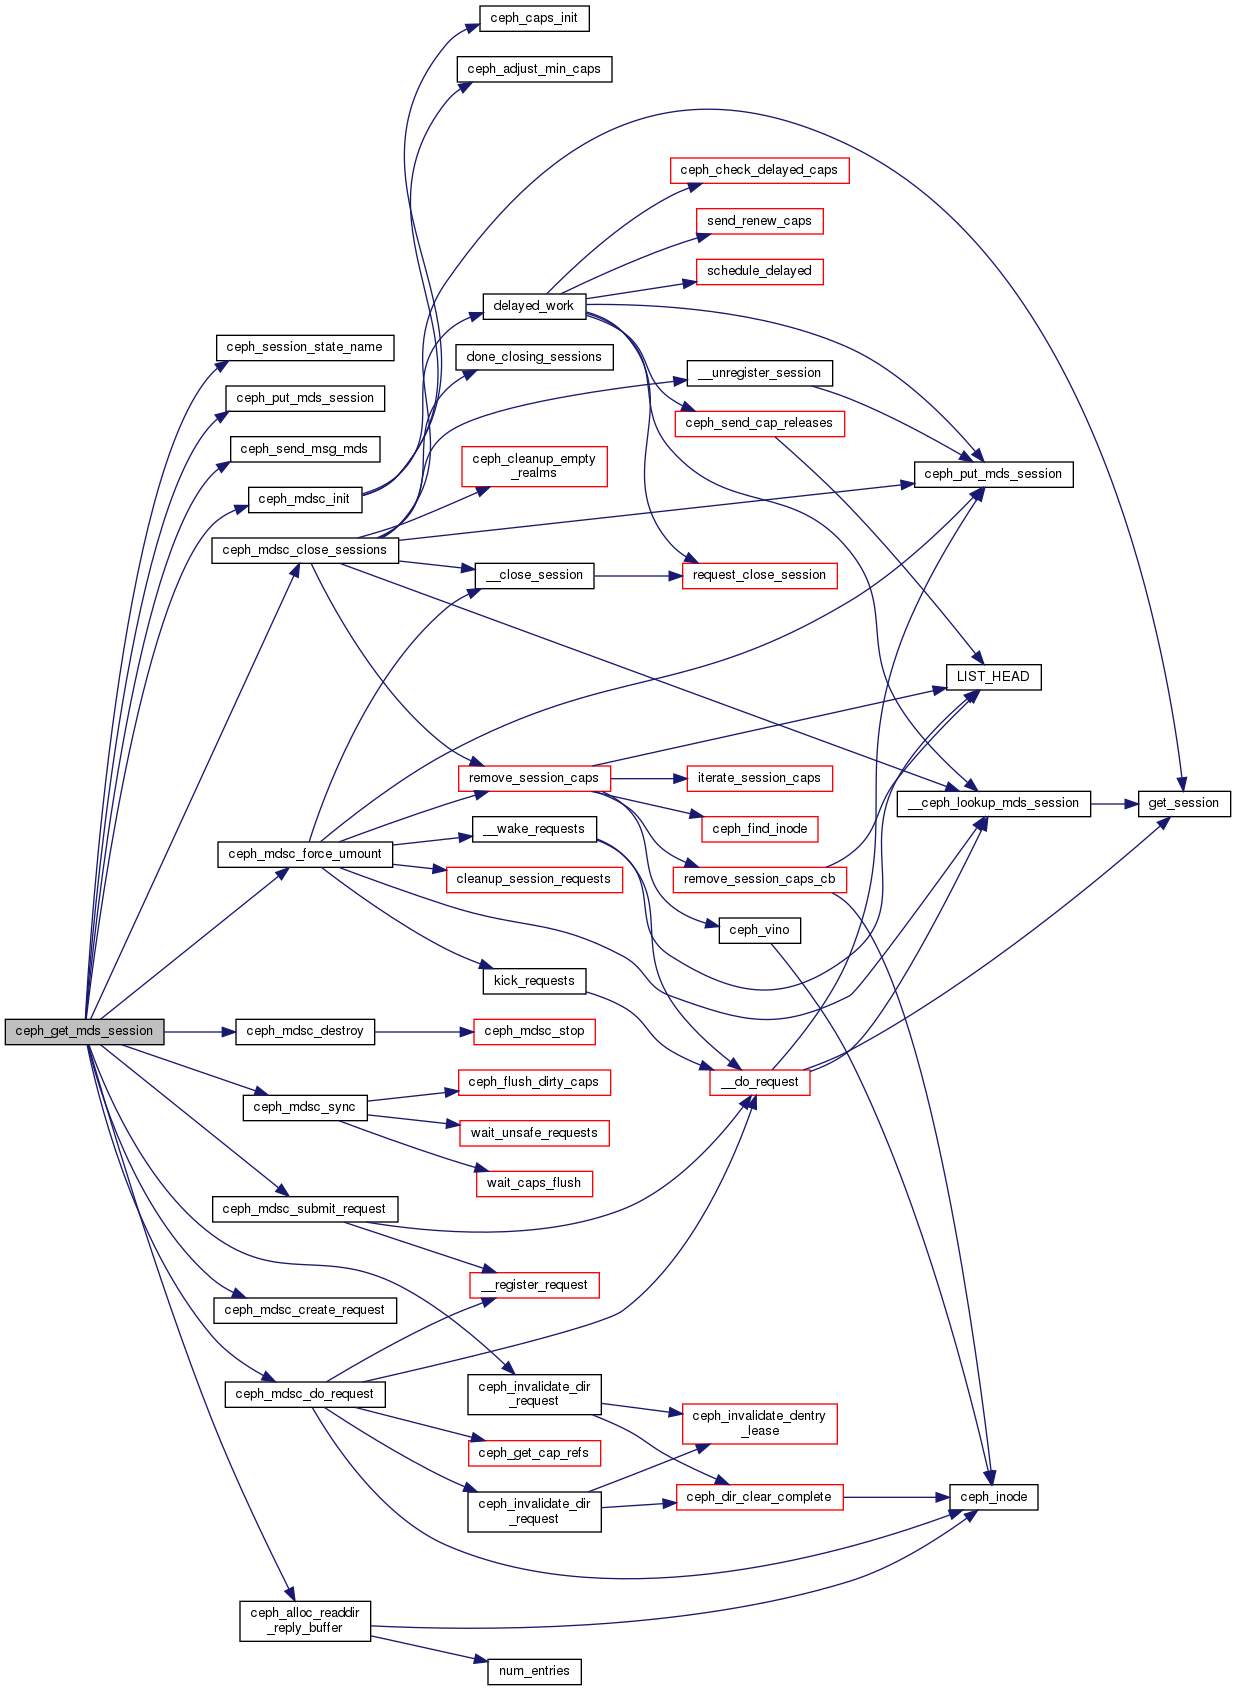 ceph_caps_init
ceph_adjust_min_caps
ceph_check_delayed_caps
send_renew_caps
schedule_delayed
delayed_work
ceph_session_state_name
done_closing_sessions
__unregister_session
ceph_put_mds_session
ceph_send_cap_releases
ceph_send_msg_mds
ceph_cleanup_empty
_realms
ceph_put_mds_session
ceph_mdsc_init
ceph_mdsc_close_sessions
__close_session
request_close_session
LIST_HEAD
remove_session_caps
iterate_session_caps
__ceph_lookup_mds_session
get_session
__wake_requests
ceph_find_inode
ceph_mdsc_force_umount
cleanup_session_requests
remove_session_caps_cb
ceph_vino
kick_requests
ceph_get_mds_session
ceph_mdsc_destroy
ceph_mdsc_stop
ceph_flush_dirty_caps
__do_request
ceph_mdsc_sync
wait_unsafe_requests
wait_caps_flush
ceph_mdsc_submit_request
__register_request
ceph_mdsc_create_request
ceph_mdsc_do_request
ceph_invalidate_dir
_request
ceph_invalidate_dentry
_lease
ceph_get_cap_refs
ceph_dir_clear_complete
ceph_inode
ceph_invalidate_dir
_request
ceph_alloc_readdir
_reply_buffer
num_entries